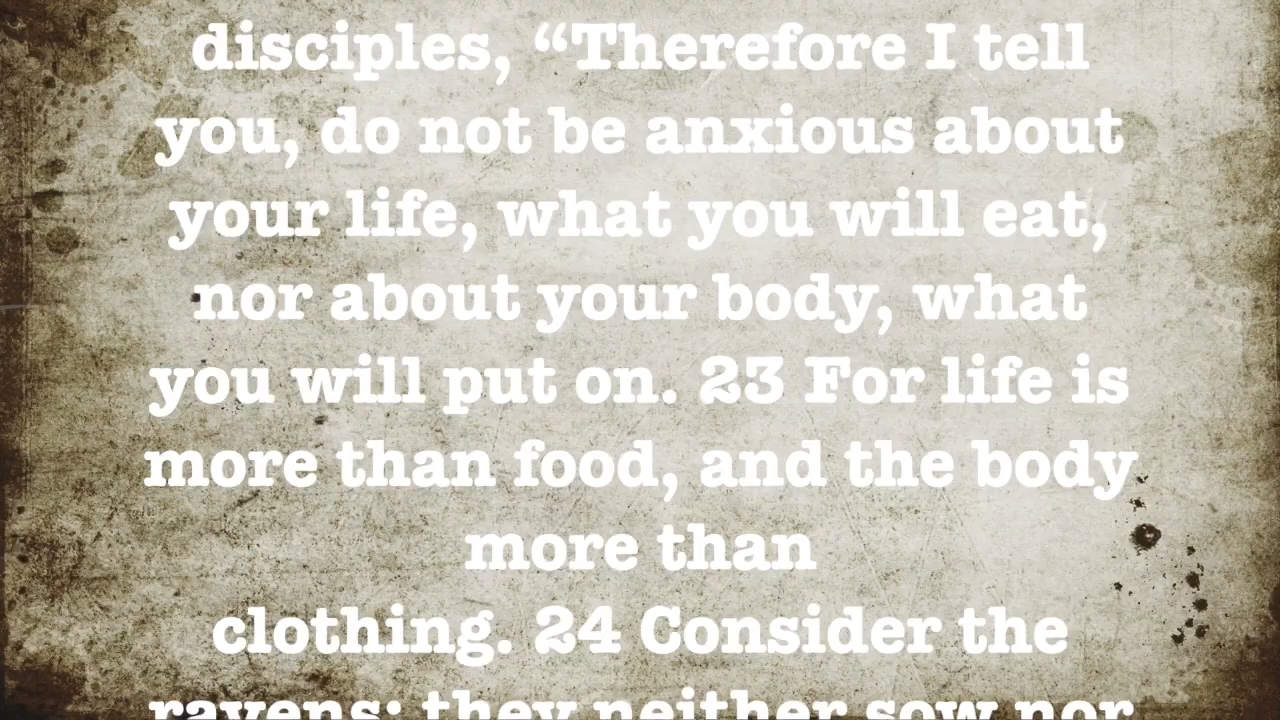 disciples, “Therefore I tell
you, do not be anxious about
your life, what you will eat,
nor about your body, what
you will put on. 23 For life is
more than food, and the body
more than
clothing. 24 Consider the
ravens: they neither sow nor